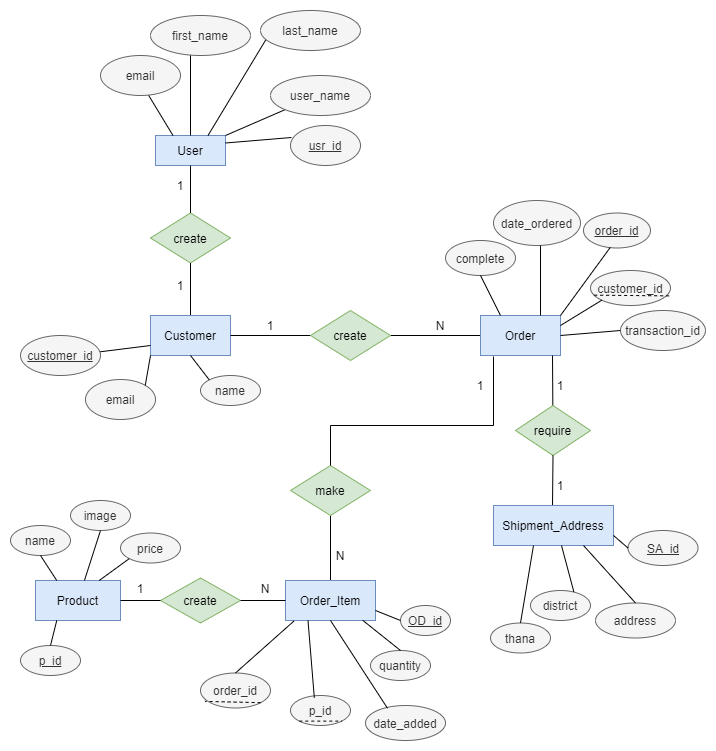 last_name
first_name
email
user_name
usr_id
User
1
create
1
date_ordered
order_id
complete
customer_id
transaction_id
Customer
1
create
N
Order
customer_id
email
name
1
1
require
1
make
N
Shipment_Address
SA_id
district
address
thana
image
name
price
Product
1
create
N
Order_Item
OD_id
p_id
quantity
order_id
p_id
date_added